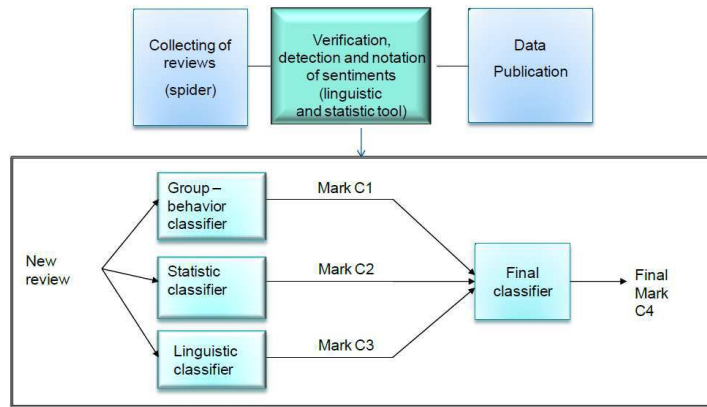 Collecting of
reviews
(spider)
Verification,
detection and notation
of sentiments
(linguistic
and statistic tool)
Data
Publication
New
review
Group –
behavior
classifier
Statistic
classifier
Linguistic
classifier
Mark C1
Mark C2
Mark C3
Final
classifier
Final
Mark
C4